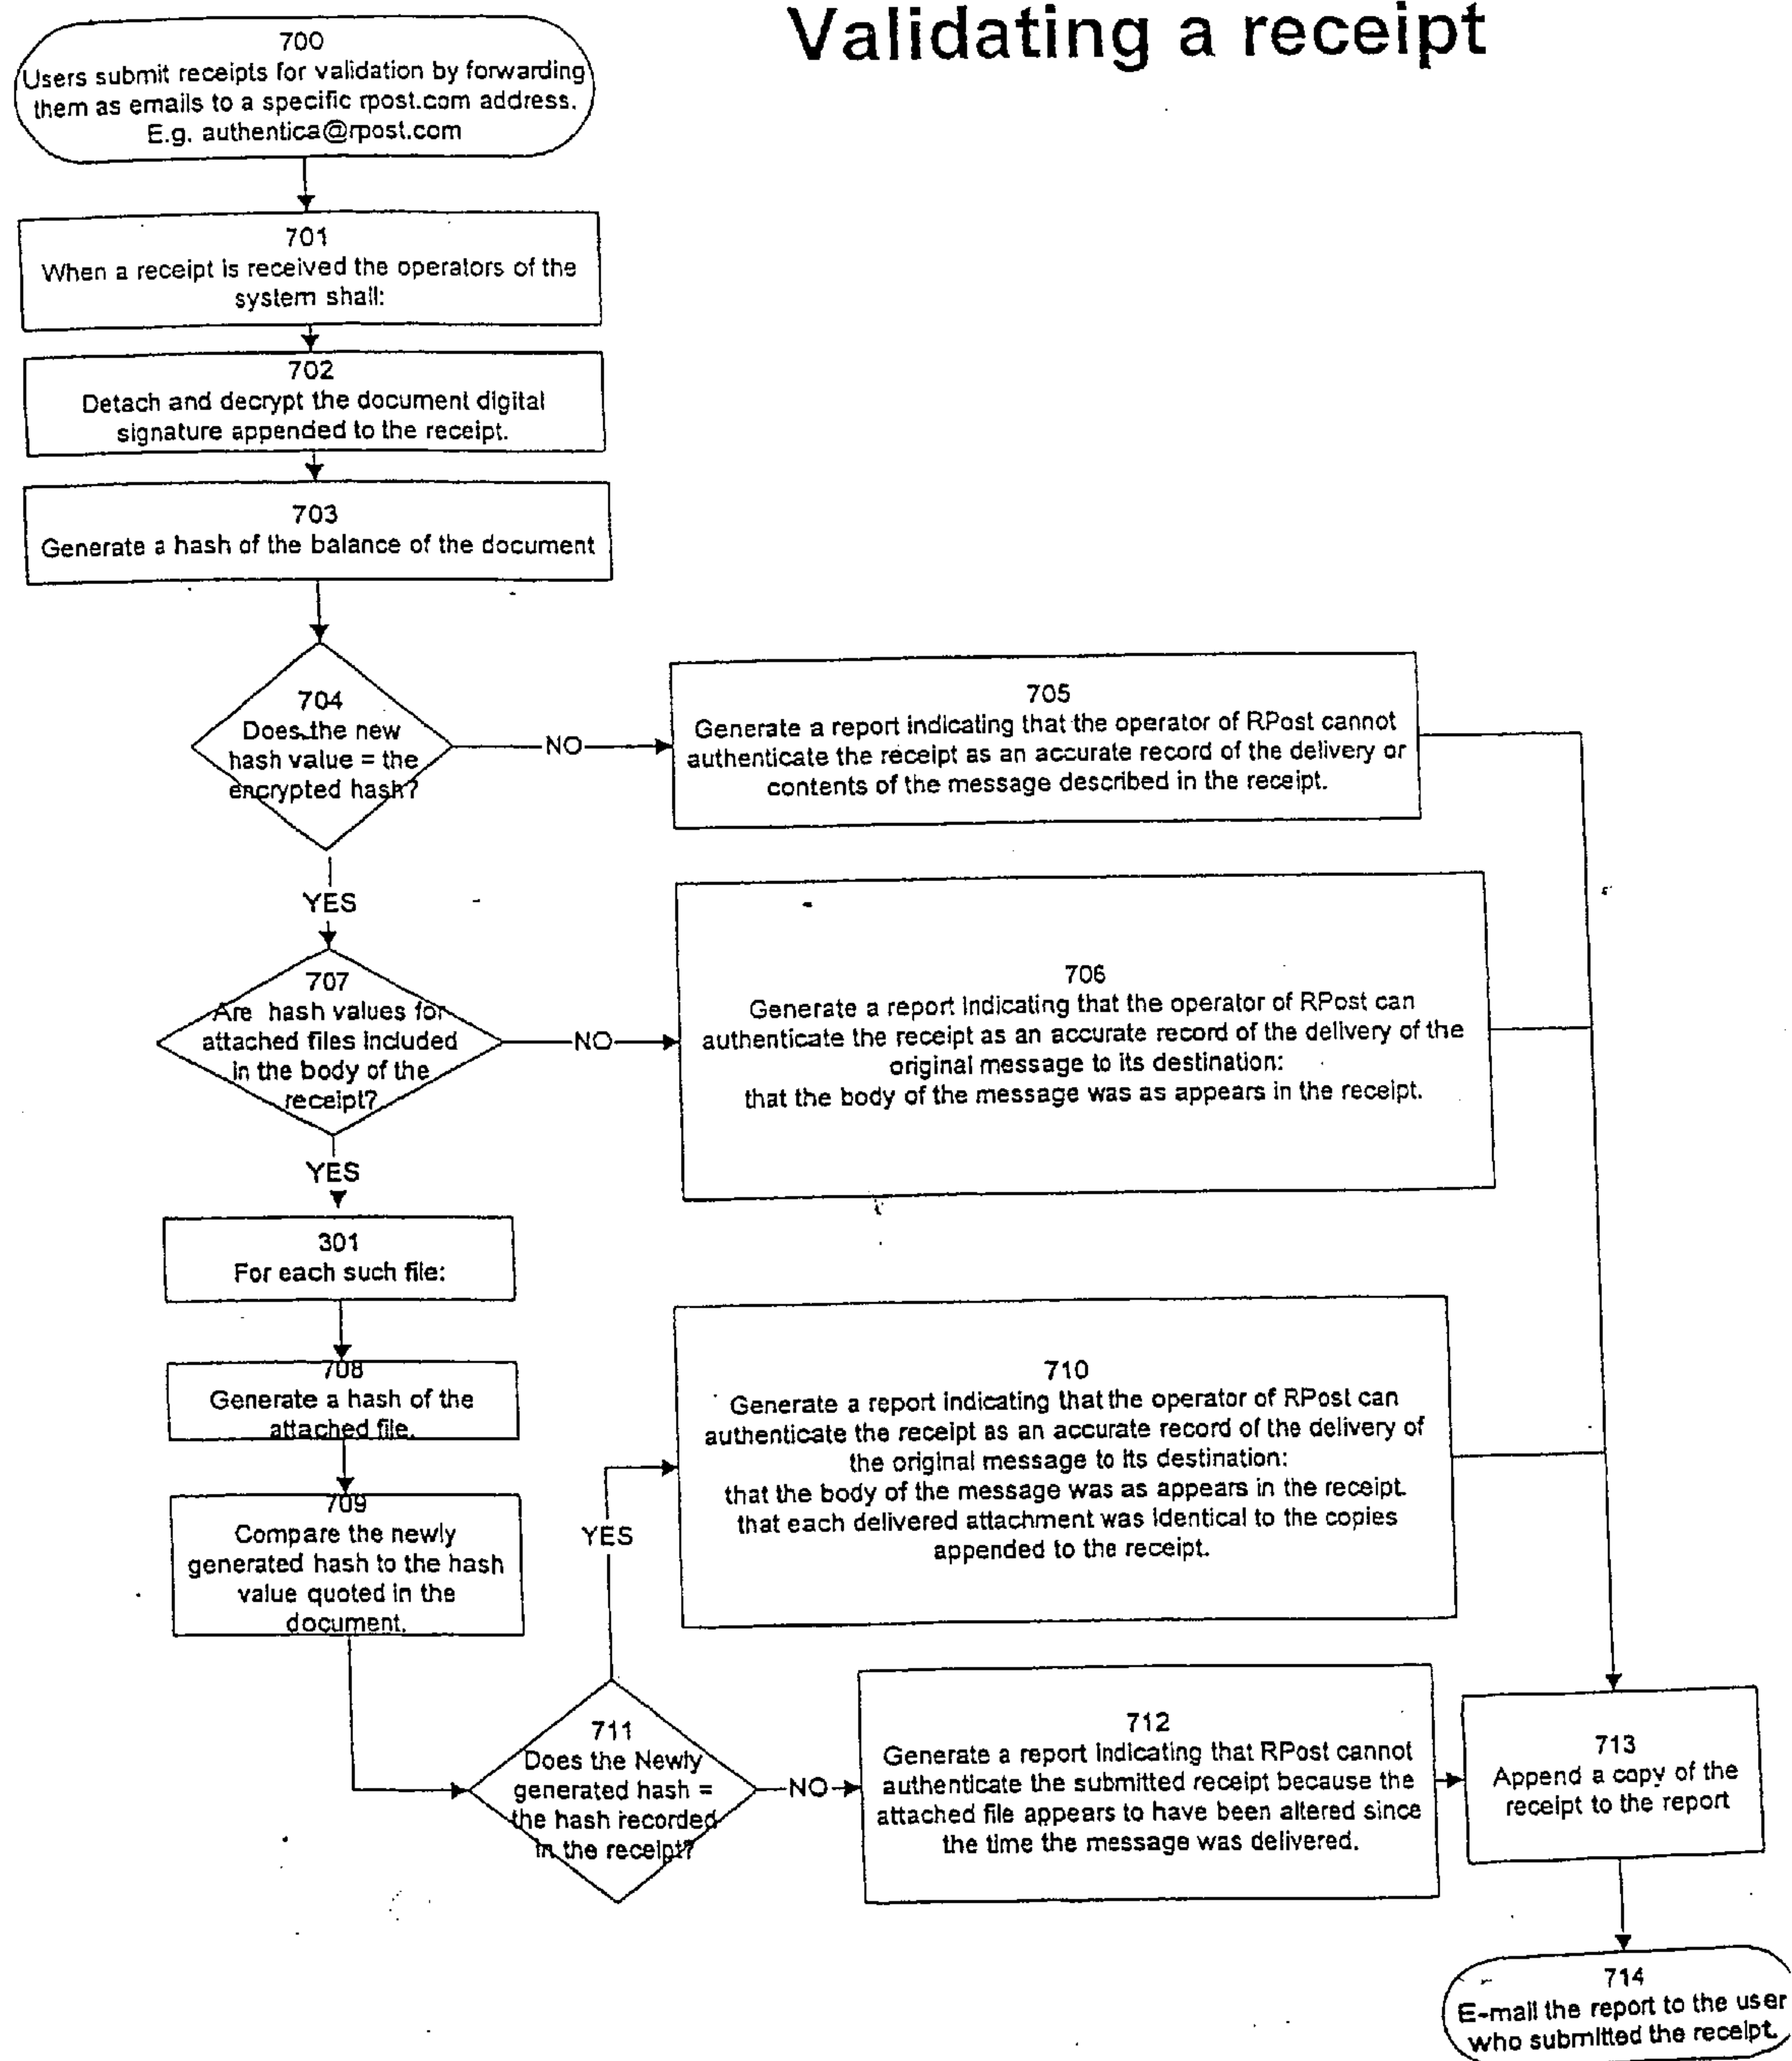 Validating a receipt
700
Users submit receipts for validation by forwarding
them as emails to a specific rpost.com address.
E.g. authentica@rpost.com
701
When a receipt is received the operators of the
system shall:
702
Detach and decrypt the document digital
signature appended to the receipt.
703
Generate a hash of the balance of the document
704
Does the new
hash value = the
encrypted hash?
NO
705
Generate a report indicating that the operator of RPost cannot
authenticate the receipt as an accurate record of the delivery or
contents of the message described in the receipt.
YES
707
Are hash values for
attached files included
in the body of the
receipt?
NO
706
Generate a report indicating that the operator of RPost can
authenticate the receipt as an accurate record of the delivery of the
original message to its destination:
that the body of the message was as appears in the receipt.
YES
301
For each such file:
708
Generate a hash of the
attached file.
709
Compare the newly
generated hash to the hash
value quoted in the
document.
YES
710
Generate a report indicating that the operator of RPost can
authenticate the receipt as an accurate record of the delivery of
the original message to its destination:
that the body of the message was as appears in the receipt.
that each delivered attachment was identical to the copies
appended to the receipt.
711
Does the Newly
generated hash =
the hash recorded
in the receipt?
NO
712
Generate a report indicating that RPost cannot
authenticate the submitted receipt because the
attached file appears to have been altered since
the time the message was delivered.
713
Append a copy of the
receipt to the report
714
E-mail the report to the user
who submitted the receipt.